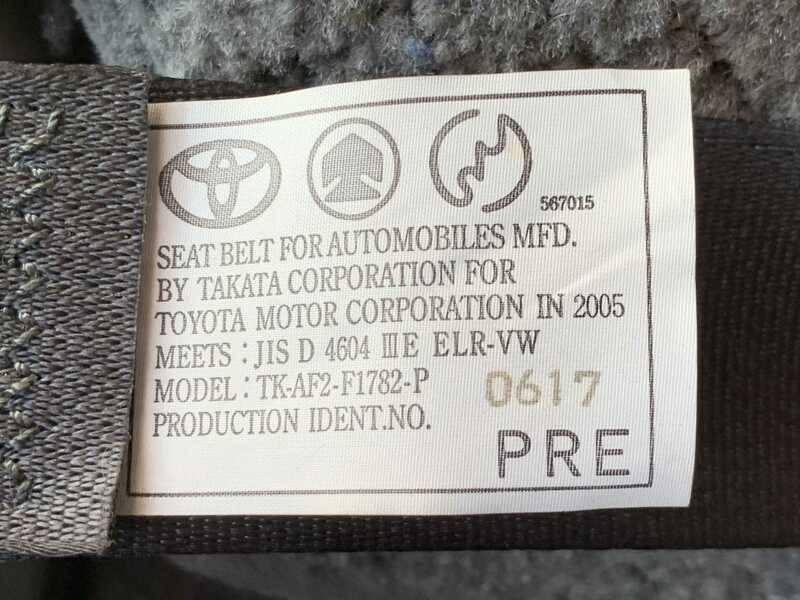 567015
SEAT BELT FOR AUTOMOBILES MFD.
BY TAKATA CORPORATION FOR
TOYOTA MOTOR CORPORATION IN 2005
MEETS : JIS D 4604 ⅢE ELR-VW
MODEL : TK-AF2-F1782-P
0617
PRODUCTION IDENT.NO.
PRE